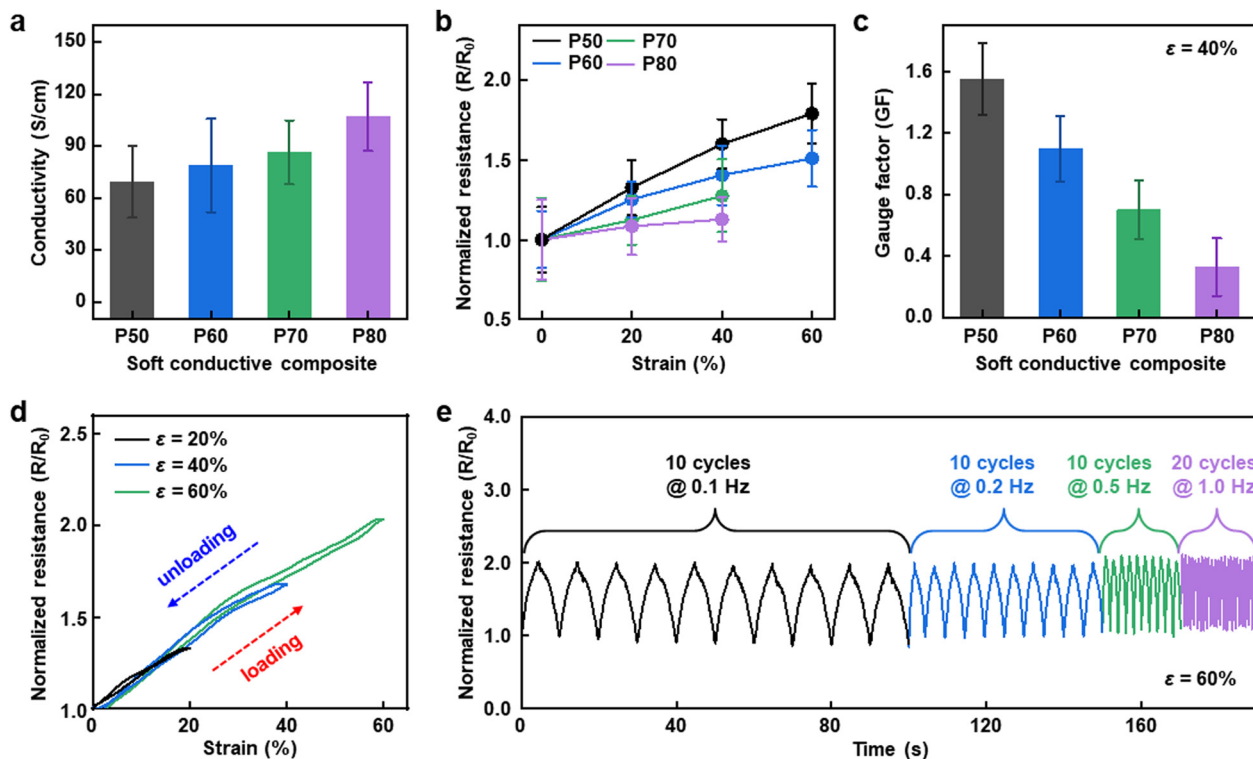 a
150
120
90
60
30
0
Conductivity (S/cm)
P50 P60 P70 P80
Soft conductive composite
b
P50 P70
P60 P80
2.0
1.5
1.0
0.5
Normalized resistance (R/R0)
0 20 40 60
Strain (%)
c
ε = 40%
1.6
1.2
0.8
0.4
0.0
Gauge factor (GF)
P50 P60 P70 P80
Soft conductive composite
d
2.5
2.0
1.5
1.0
Normalized resistance (R/R0)
ε = 20%
ε = 40%
ε = 60%
unloading
loading
0 20 40 60
Strain (%)
e
4.0
3.0
2.0
1.0
0.0
Normalized resistance (R/R0)
10 cycles
@ 0.1 Hz
10 cycles
@ 0.2 Hz
10 cycles
@ 0.5 Hz
20 cycles
@ 1.0 Hz
ε = 60%
0 40 80 120 160
Time (s)